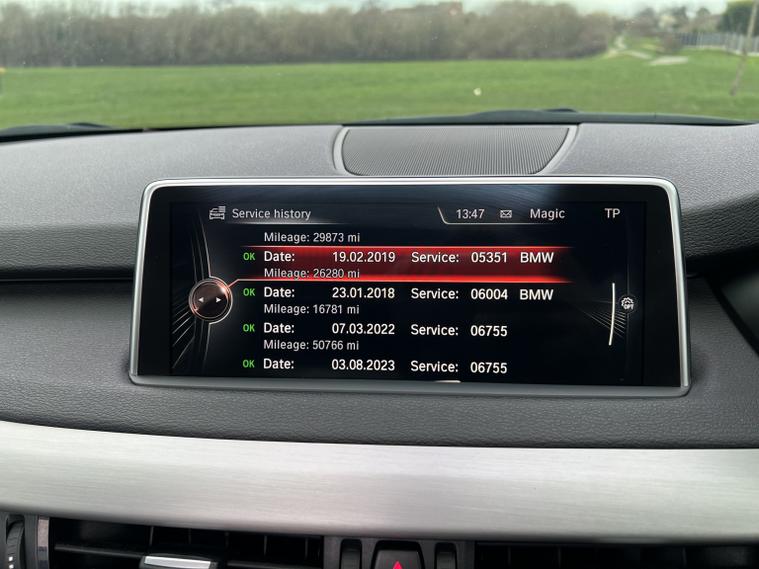 Service history 13:47 Magic TP
Mileage: 29873 mi
OK Date: 19.02.2019 Service: 05351 BMW
Mileage: 26280 mi
OK Date: 23.01.2018 Service: 06004 BMW
Mileage: 16781 mi
OK Date: 07.03.2022 Service: 06755
Mileage: 50766 mi
OK Date: 03.08.2023 Service: 06755
OPT